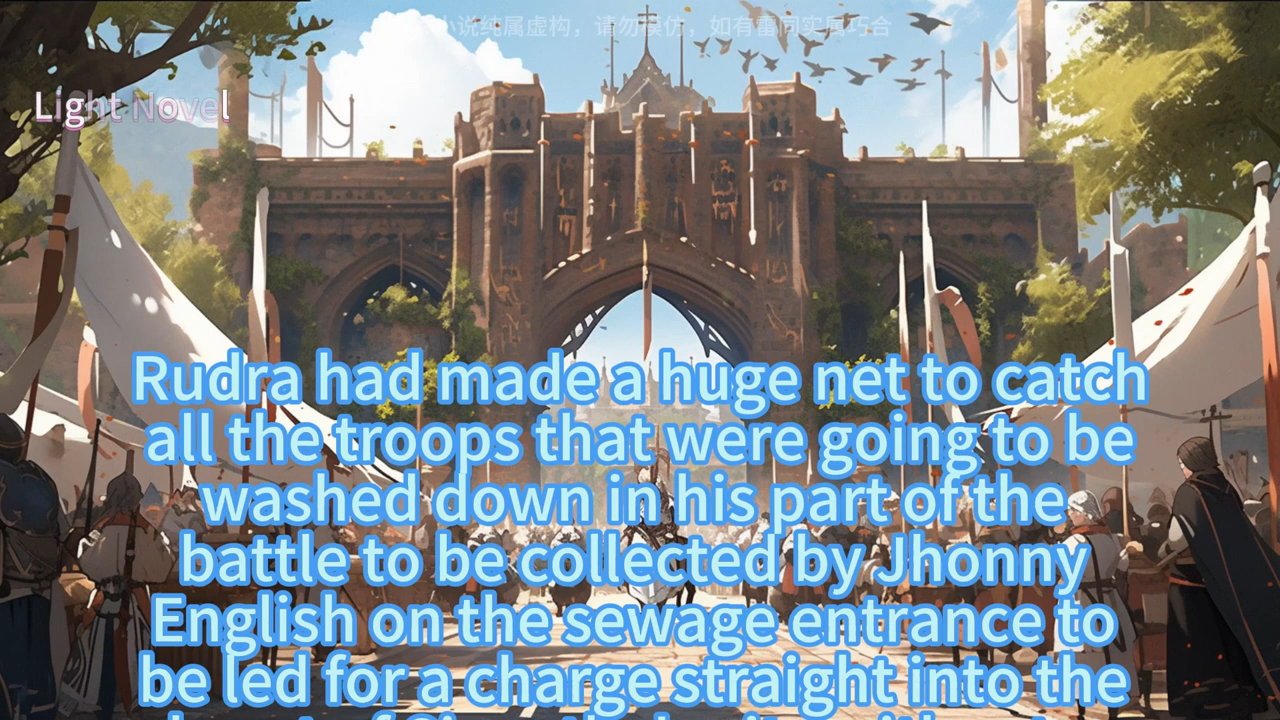 小说纯属虚构，请勿模仿，如有雷同实属巧合
Light Novel
Rudra had made a huge net to catch
all the troops that were going to be
washed down in his part of the
battle to be collected by Jhonny
English on the sewage entrance to
be led for a charge straight into the